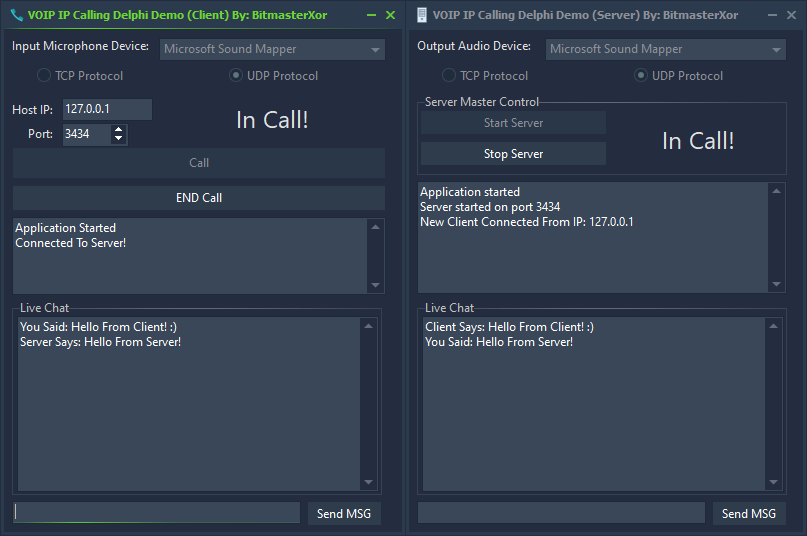 VOIP IP Calling Delphi Demo (Client) By: BitmasterXor
Input Microphone Device:
Microsoft Sound Mapper
TCP Protocol
UDP Protocol
Host IP:
127.0.0.1
Port:
3434
In Call!
Call
END Call
Application Started
Connected To Server!
Live Chat
You Said: Hello From Client! :)
Server Says: Hello From Server!
Send MSG
VOIP IP Calling Delphi Demo (Server) By: BitmasterXor
Output Audio Device:
Microsoft Sound Mapper
TCP Protocol
UDP Protocol
Server Master Control
Start Server
Stop Server
In Call!
Application started
Server started on port 3434
New Client Connected From IP: 127.0.0.1
Live Chat
Client Says: Hello From Client! :)
You Said: Hello From Server!
Send MSG